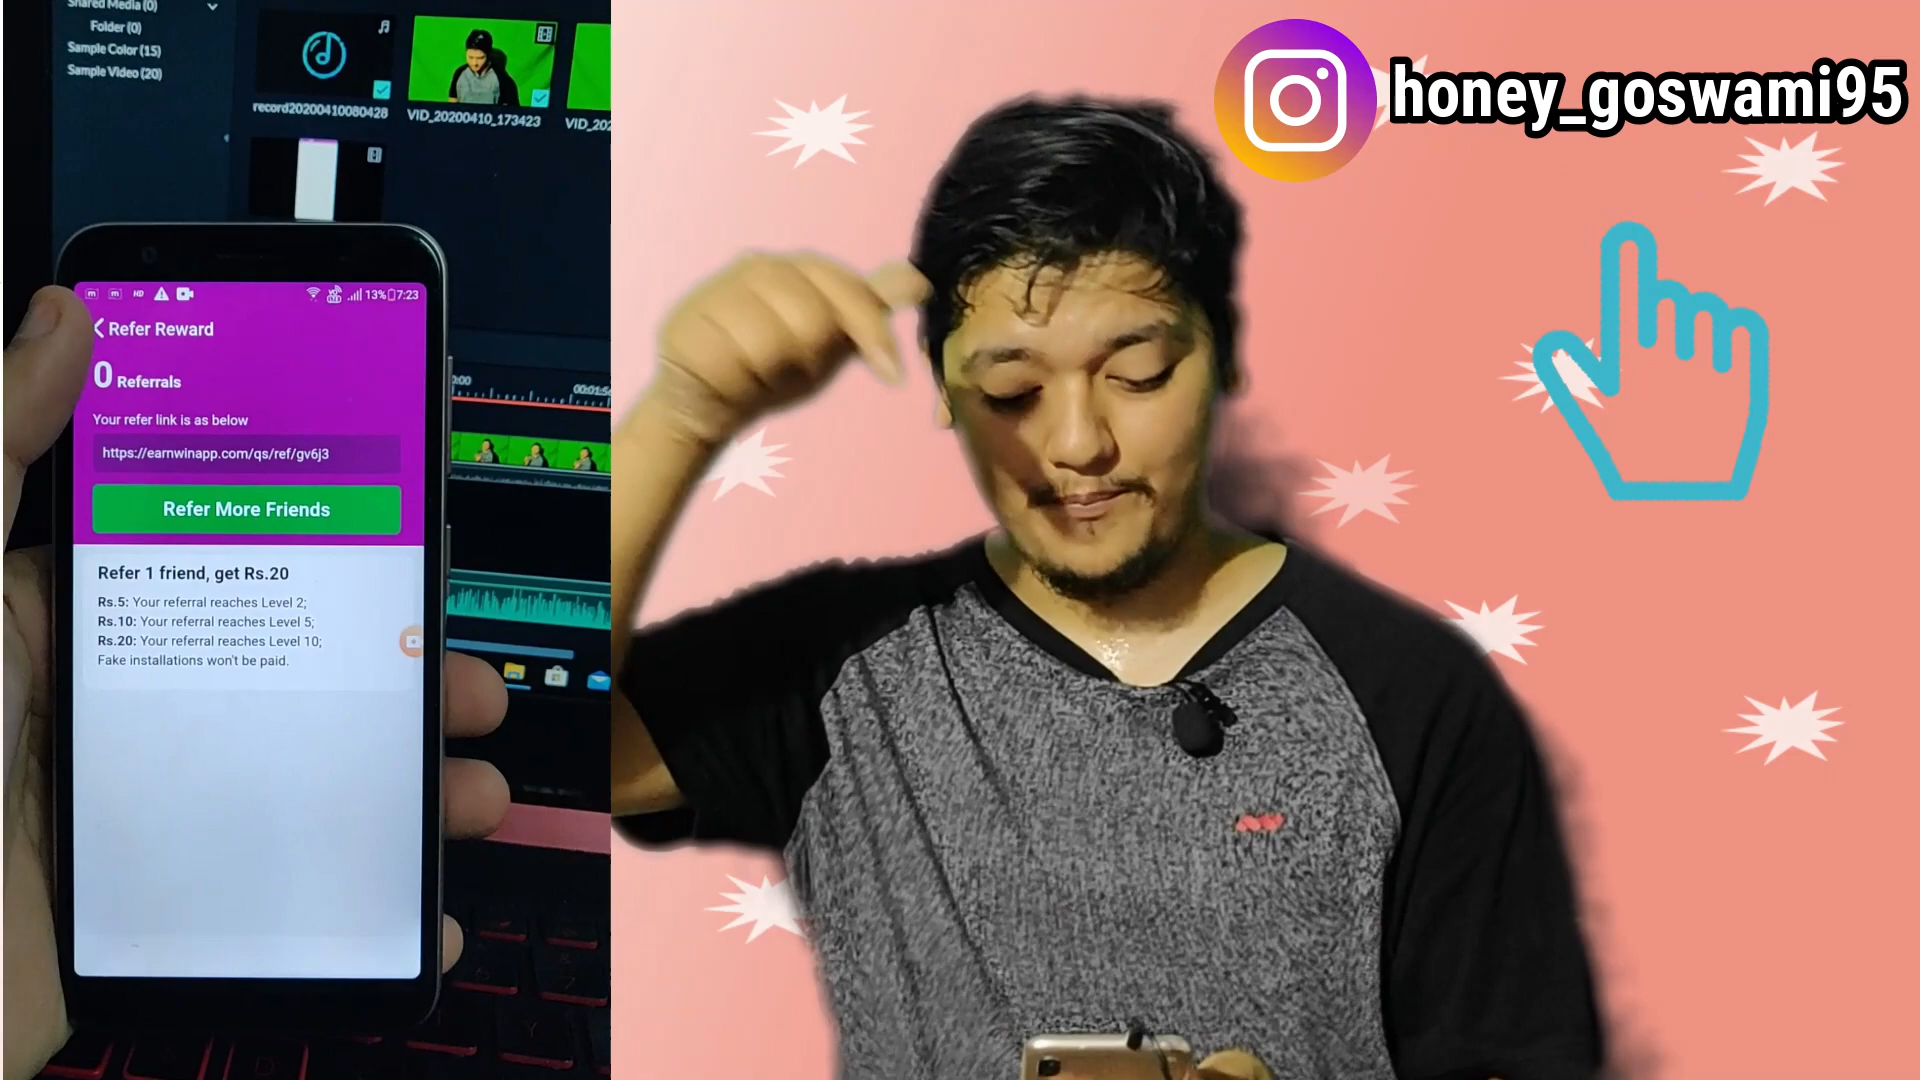 Shared Media (0)
Folder (0)
Sample Color (15)
Sample Video (20)
record20200410080428
VID_20200410_173423
VID_202
0:00
00:01:5
HD
13% 7:23
Refer Reward
0 Referrals
Your refer link is as below
https://earnwinapp.com/qs/ref/gv6j3
Refer More Friends
Refer 1 friend, get Rs.20
Rs.5: Your referral reaches Level 2;
Rs.10: Your referral reaches Level 5;
Rs.20: Your referral reaches Level 10;
Fake installations won't be paid.
honey_goswami95